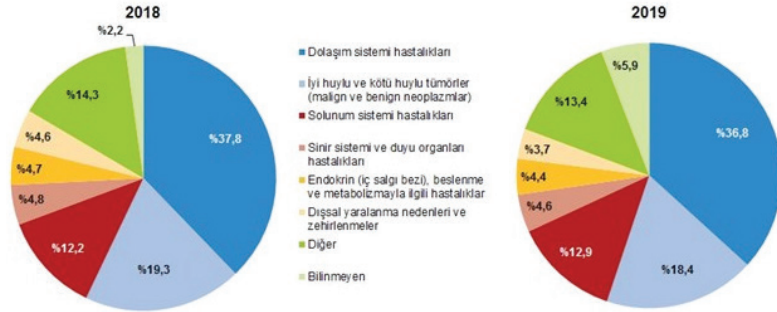 2018
%2,2
%14,3
%4,6
%4,7
%4,8
%12,2
%19,3
%37,8
Dolaşım sistemi hastalıkları
İyi huylu ve kötü huylu tümörler
(malign ve benign neoplazmlar)
Solunum sistemi hastalıkları
Sinir sistemi ve duyu organları
hastalıkları
Endokrin (iç salgı bezi), beslenme
ve metabolizmayla ilgili hastalıklar
Dışsal yaralanma nedenleri ve
zehirlenmeler
Diğer
Bilinmeyen
2019
%5,9
%13,4
%3,7
%4,4
%4,6
%12,9
%18,4
%36,8